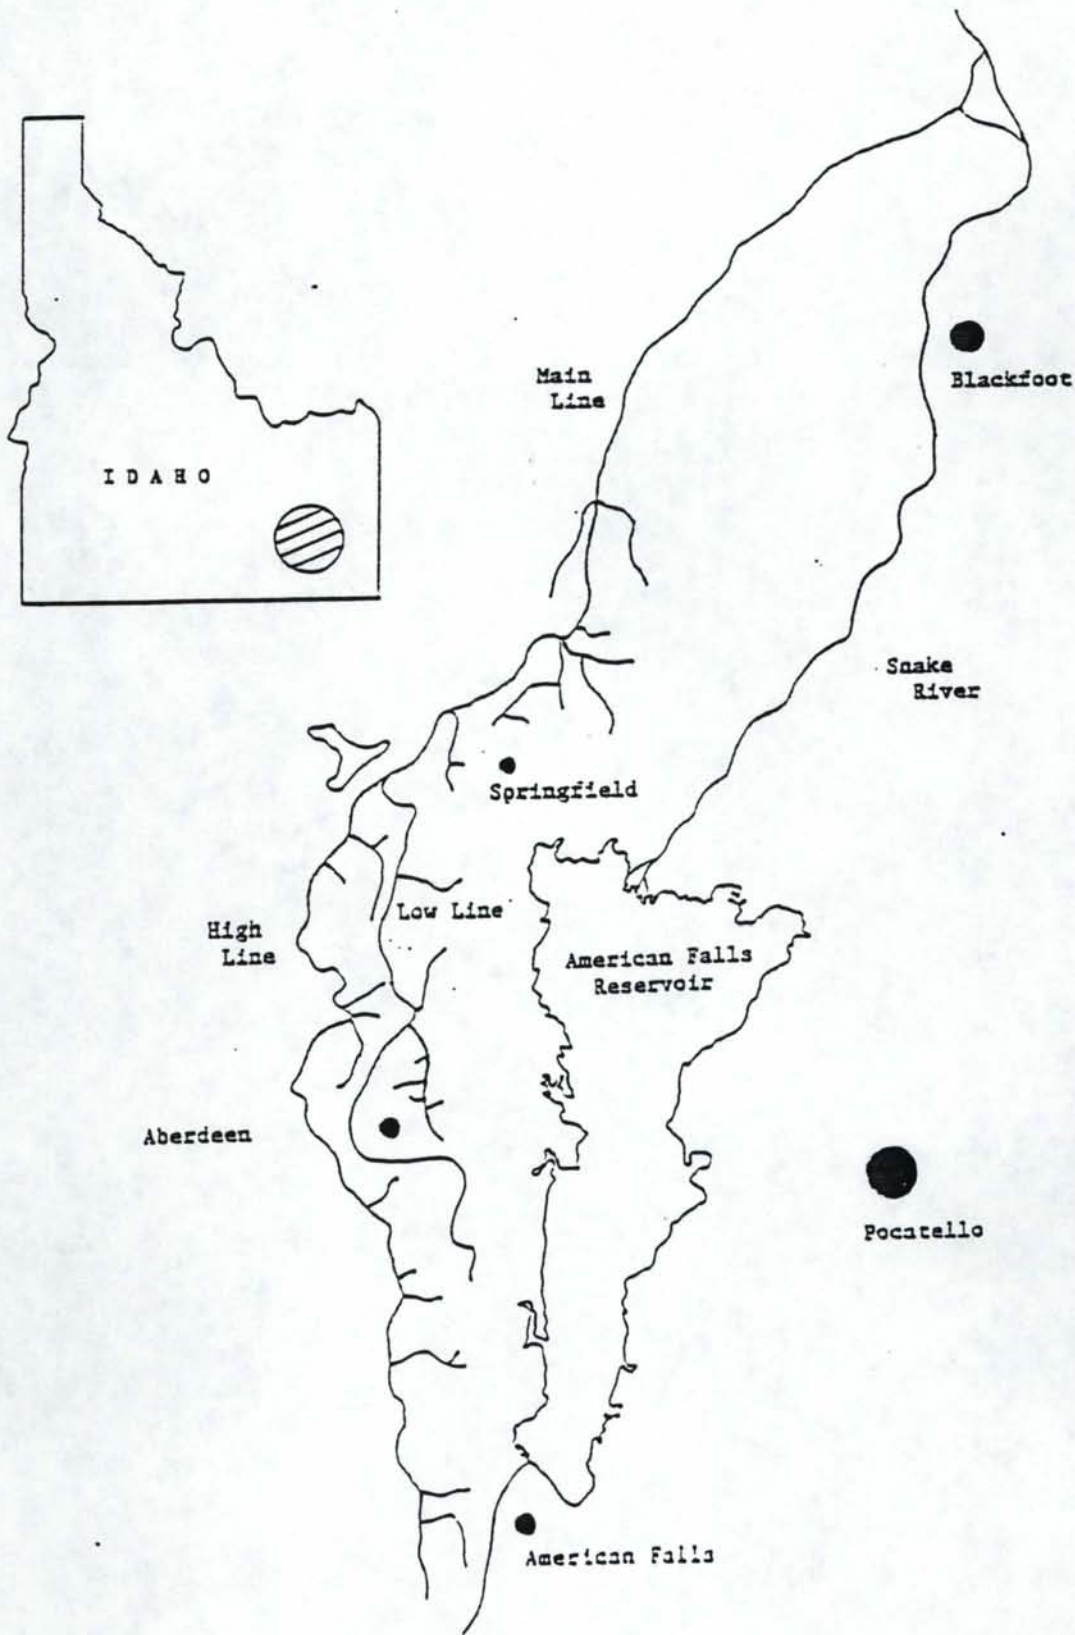 Main
Line
Blackfoot
IDAHO
Snake
River
Springfield
Low Line
High
Line
American Falls
Reservoir
Aberdeen
Pocatello
American Falls